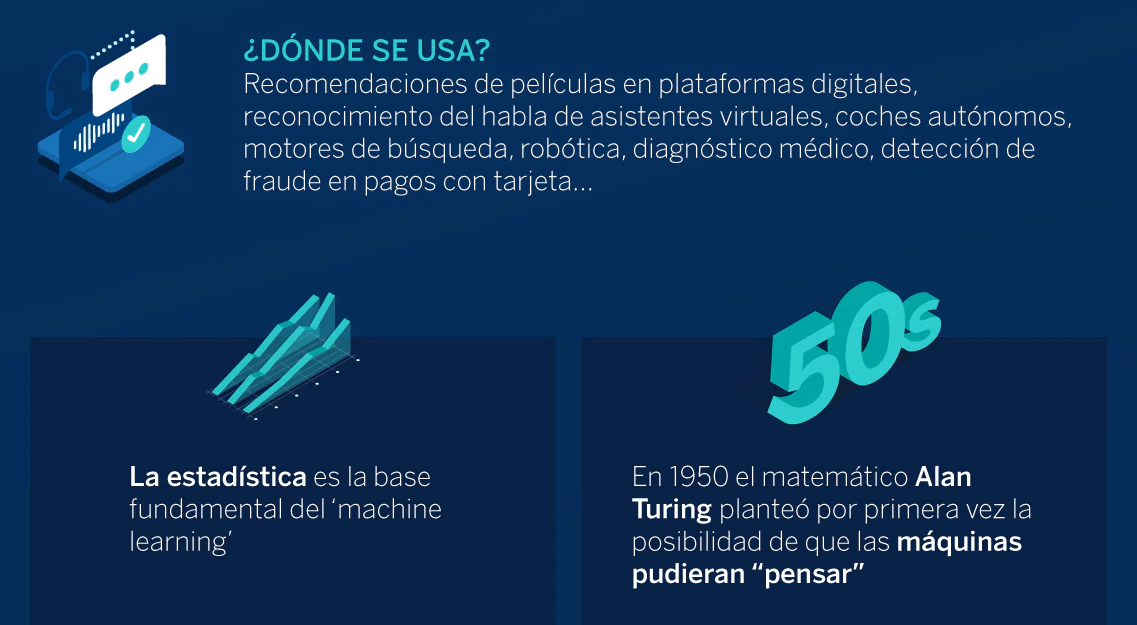 ¿DÓNDE SE USA?
Recomendaciones de películas en plataformas digitales,
reconocimiento del habla de asistentes virtuales, coches autónomos,
motores de búsqueda, robótica, diagnóstico médico, detección de
fraude en pagos con tarjeta...
La estadística es la base
fundamental del ‘machine
learning’
50s
En 1950 el matemático Alan
Turing planteó por primera vez la
posibilidad de que las máquinas
pudieran “pensar”